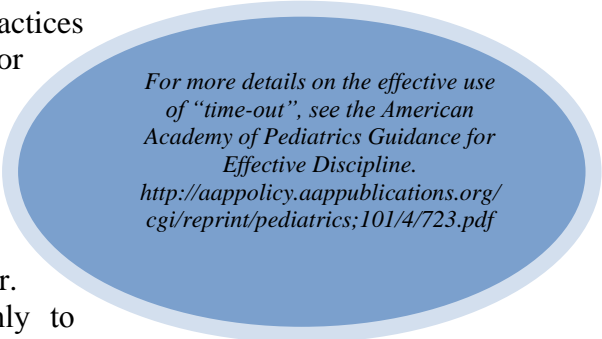 actices
or
For more details on the effective use
of “time-out”, see the American
Academy of Pediatrics Guidance for
Effective Discipline.
http://aappolicy.aappublications.org/
cgi/reprint/pediatrics;101/4/723.pdf
r.
ly to